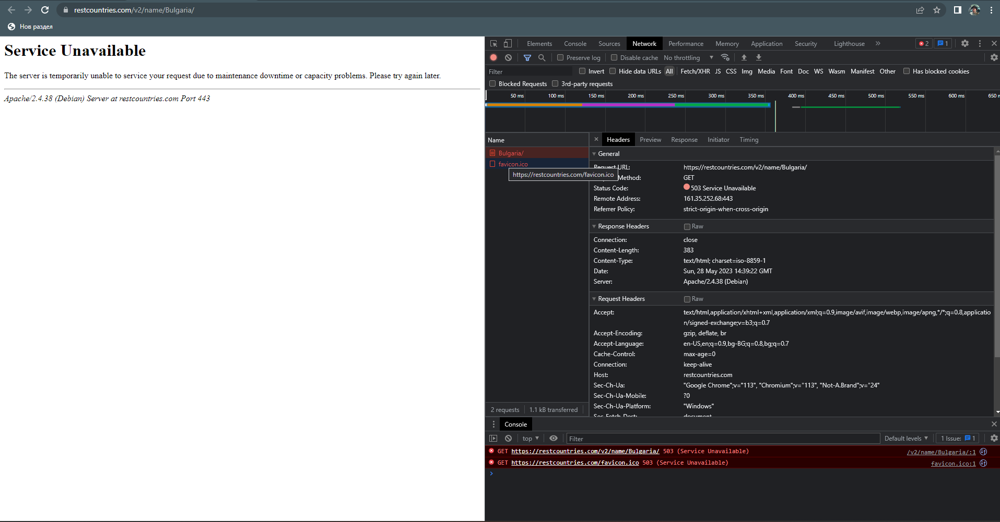 restcountries.com/v2/name/Bulgaria/
Нов раздел
Service Unavailable
The server is temporarily unable to service your request due to maintenance downtime or capacity problems. Please try again later.
Apache/2.4.38 (Debian) Server at restcountries.com Port 443
Elements Console Sources Network Performance Memory Application Security Lighthouse » 2 1
Preserve log Disable cache No throttling
Filter Invert Hide data URLs All Fetch/XHR JS CSS Img Media Font Doc WS Wasm Manifest Other Has blocked cookies
Blocked Requests 3rd-party requests
50 ms 100 ms 150 ms 200 ms 250 ms 300 ms 350 ms 400 ms 450 ms 500 ms 550 ms 600 ms 650 m
Name
Bulgaria/
favicon.ico
https://restcountries.com/favicon.ico
2 requests 1.1 kB transferred
Headers Preview Response Initiator Timing
General
Request URL: https://restcountries.com/v2/name/Bulgaria/
Method: GET
Status Code: 503 Service Unavailable
Remote Address: 161.35.252.68:443
Referrer Policy: strict-origin-when-cross-origin
Response Headers Raw
Connection: close
Content-Length: 383
Content-Type: text/html; charset=iso-8859-1
Date: Sun, 28 May 2023 14:39:22 GMT
Server: Apache/2.4.38 (Debian)
Request Headers Raw
Accept: text/html,application/xhtml+xml,application/xml;q=0.9,image/avif,image/webp,image/apng,*/*;q=0.8,applicatio
n/signed-exchange;v=b3;q=0.7
Accept-Encoding: gzip, deflate, br
Accept-Language: en-US,en;q=0.9,bg-BG;q=0.8,bg;q=0.7
Cache-Control: max-age=0
Connection: keep-alive
Host: restcountries.com
Sec-Ch-Ua: "Google Chrome";v="113", "Chromium";v="113", "Not-A.Brand";v="24"
Sec-Ch-Ua-Mobile: ?0
Sec-Ch-Ua-Platform: "Windows"
Sec-Fetch-Dest: document
Console
top Filter Default levels 1 Issue: 1
GET https://restcountries.com/v2/name/Bulgaria/ 503 (Service Unavailable) /v2/name/Bulgaria/:1
GET https://restcountries.com/favicon.ico 503 (Service Unavailable) favicon.ico:1